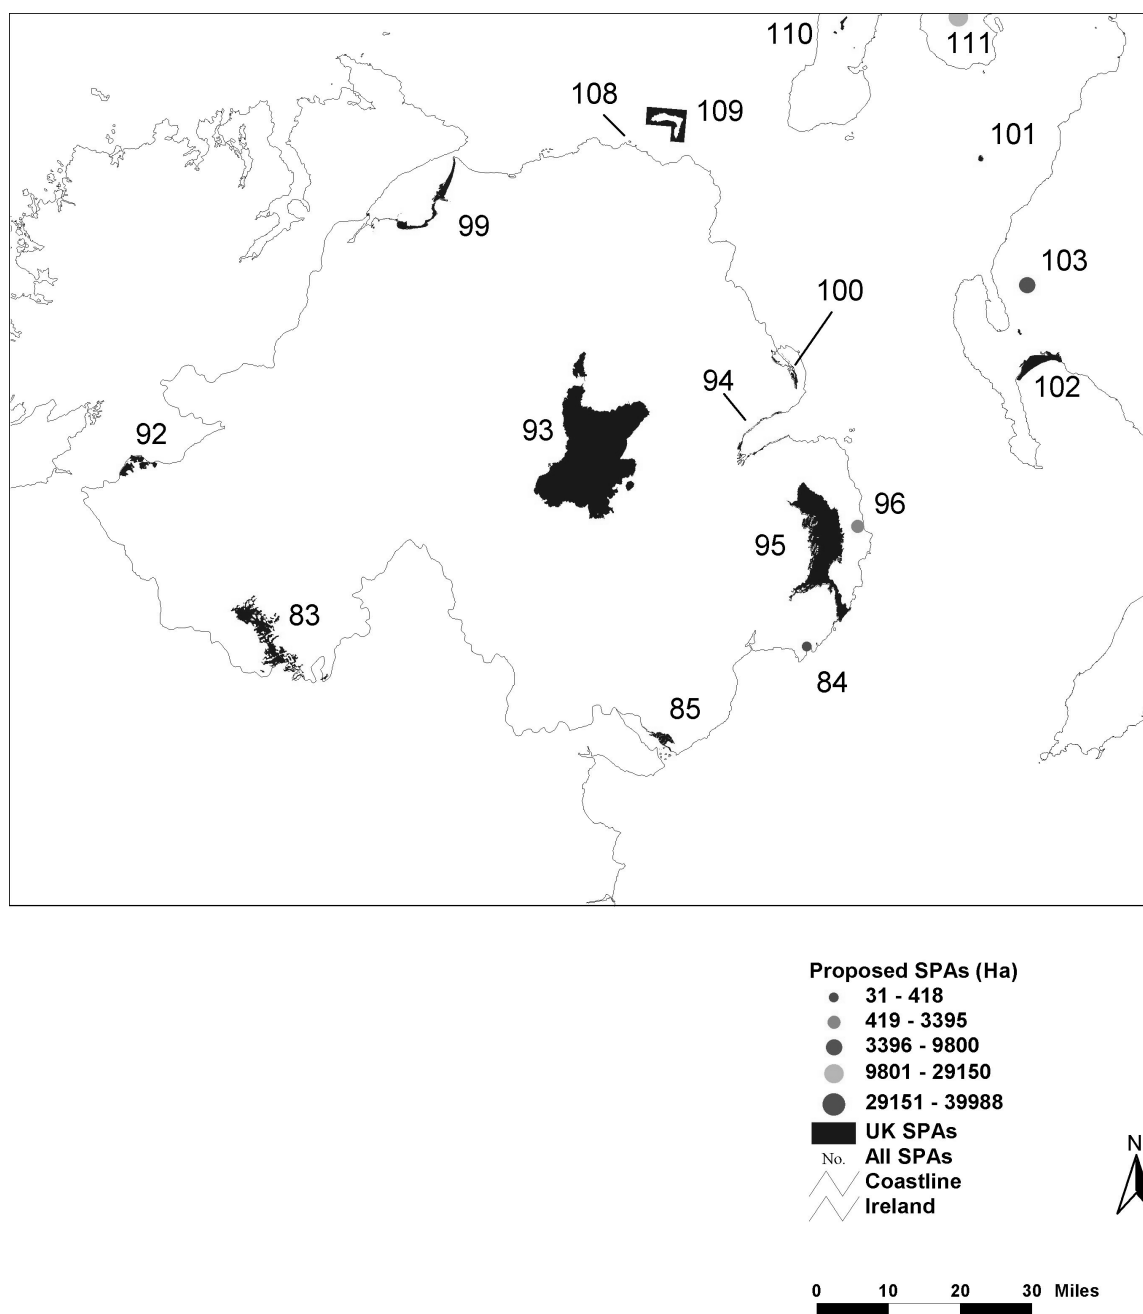 110
111
108
109
101
99
103
100
94
102
93
92
96
95
83
84
85
Proposed SPAs (Ha)
31 - 418
419 - 3395
3396 - 9800
9801 - 29150
29151 - 39988
UK SPAs
No. All SPAs
Coastline
Ireland
N
0 10 20 30 Miles